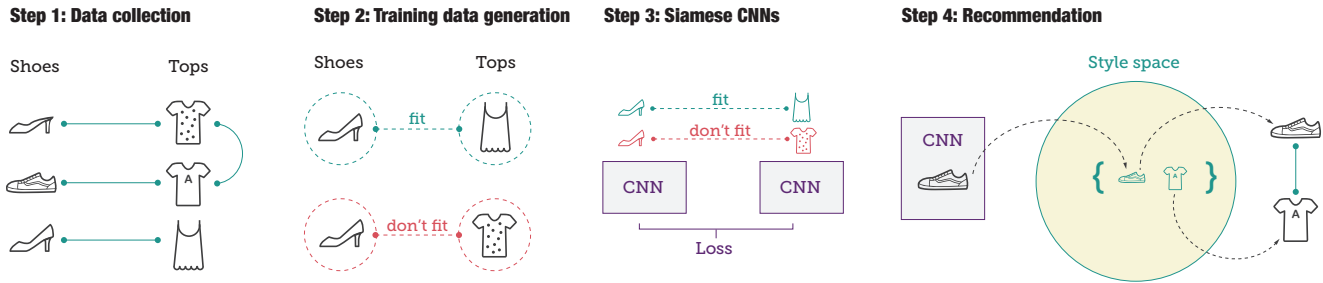 Step 1: Data collection
Shoes
Tops
A
Step 2: Training data generation
Shoes
Tops
fit
don't fit
Step 3: Siamese CNNs
fit
don't fit
CNN
CNN
Loss
Step 4: Recommendation
Style space
CNN
{
A
}
A